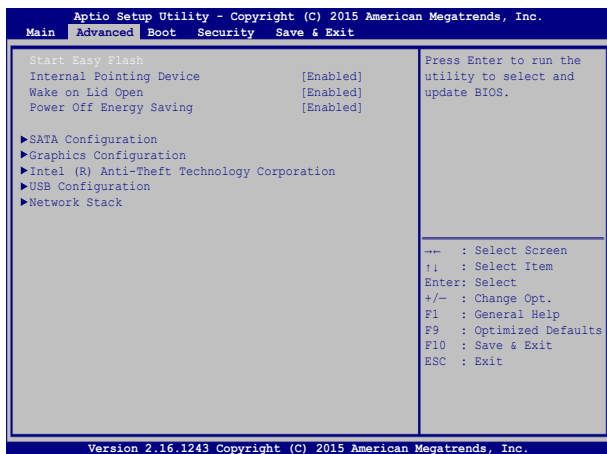 Aptio Setup Utility - Copyright (C) 2015 American Megatrends, Inc.
Main Advanced Boot Security Save & Exit
Start Easy Flash
Internal Pointing Device [Enabled]
Wake on Lid Open [Enabled]
Power Off Energy Saving [Enabled]
▶SATA Configuration
▶Graphics Configuration
▶Intel (R) Anti-Theft Technology Corporation
▶USB Configuration
▶Network Stack
Press Enter to run the
utility to select and
update BIOS.
→← : Select Screen
↑↓ : Select Item
Enter: Select
+/— : Change Opt.
F1 : General Help
F9 : Optimized Defaults
F10 : Save & Exit
ESC : Exit
Version 2.16.1243 Copyright (C) 2015 American Megatrends, Inc.